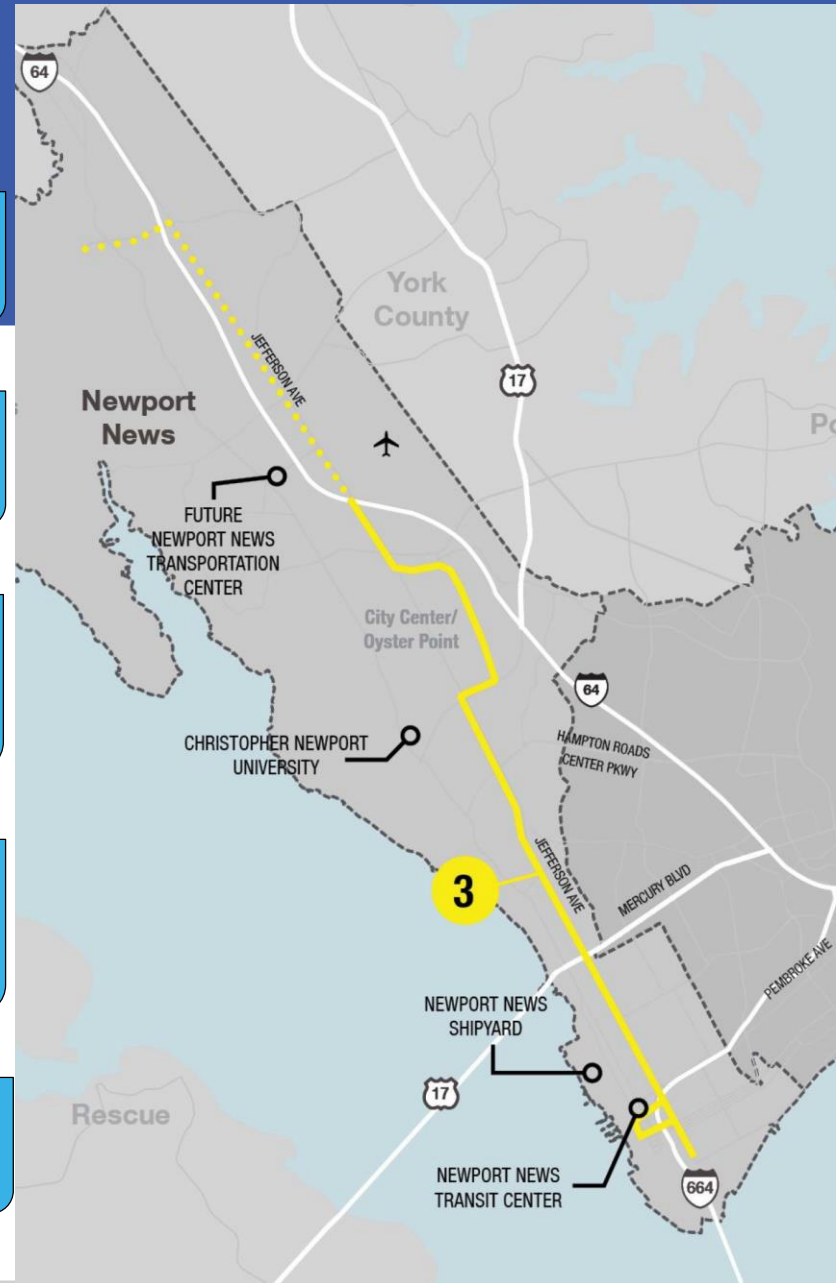 64
York
County
17
JEFFERSON AVE
Newport
News
FUTURE
NEWPORT NEWS
TRANSPORTATION
CENTER
City Center/
Oyster Point
64
CHRISTOPHER NEWPORT
UNIVERSITY
HAMPTON ROADS
CENTER PKWY
3
JEFFERSON AVE
MERCURY BLVD
PEMBROKE AVE
NEWPORT NEWS
SHIPYARD
17
Rescue
NEWPORT NEWS
TRANSIT CENTER
664